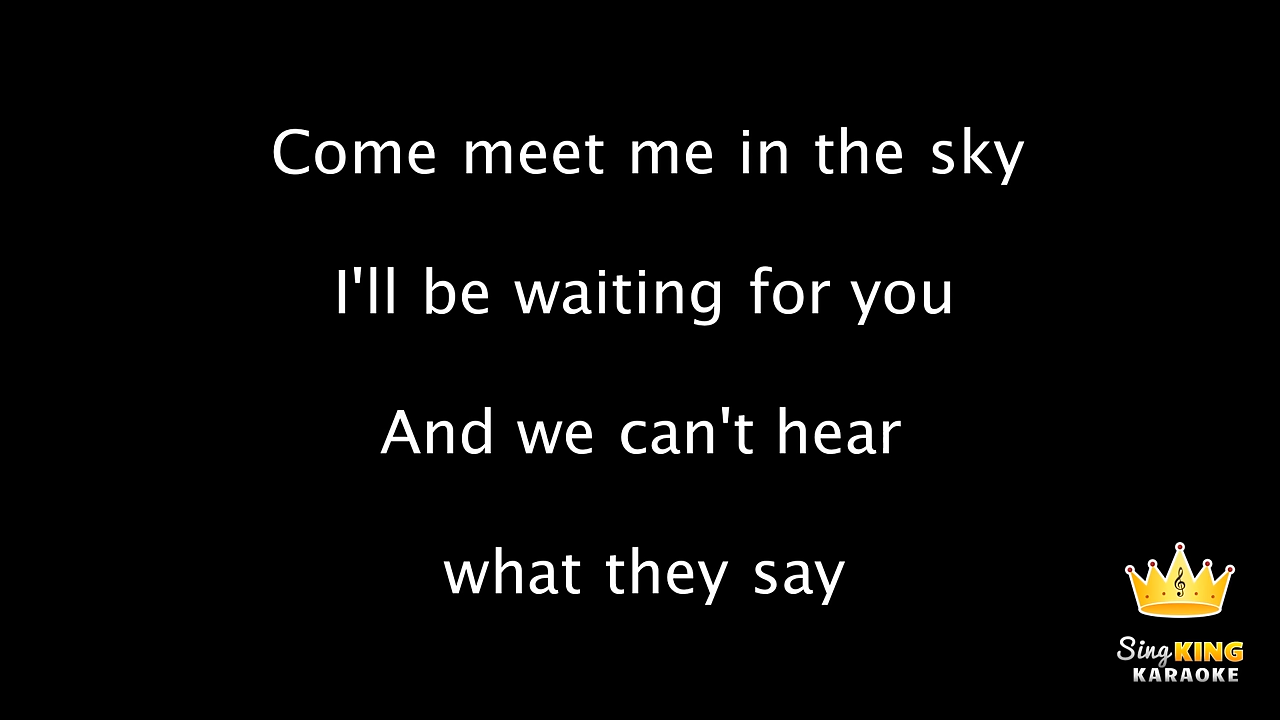 Come meet me in the sky
I'll be waiting for you
And we can't hear
what they say
Sing KING
KARAOKE